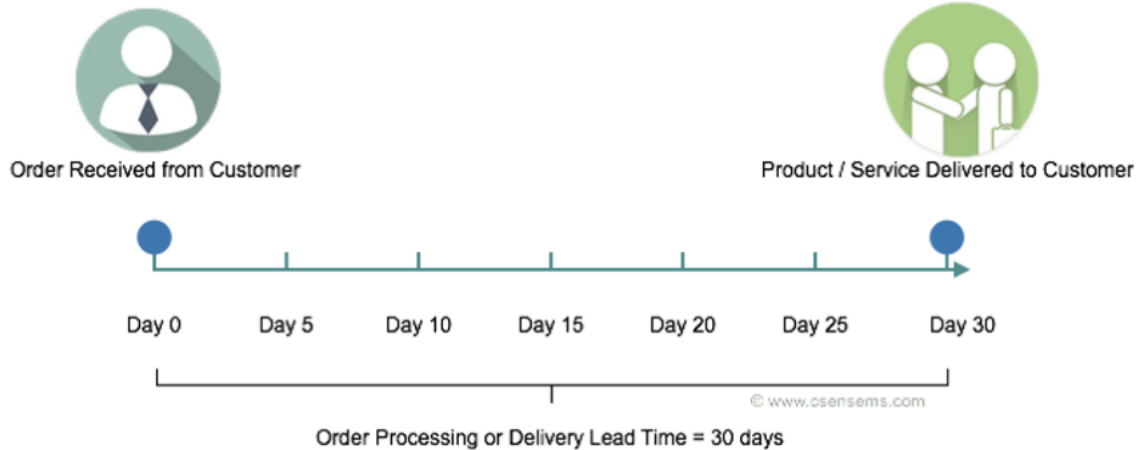 Order Received from Customer
Product / Service Delivered to Customer
Day 0
Day 5
Day 10
Day 15
Day 20
Day 25
Day 30
© www.csensems.com
Order Processing or Delivery Lead Time = 30 days